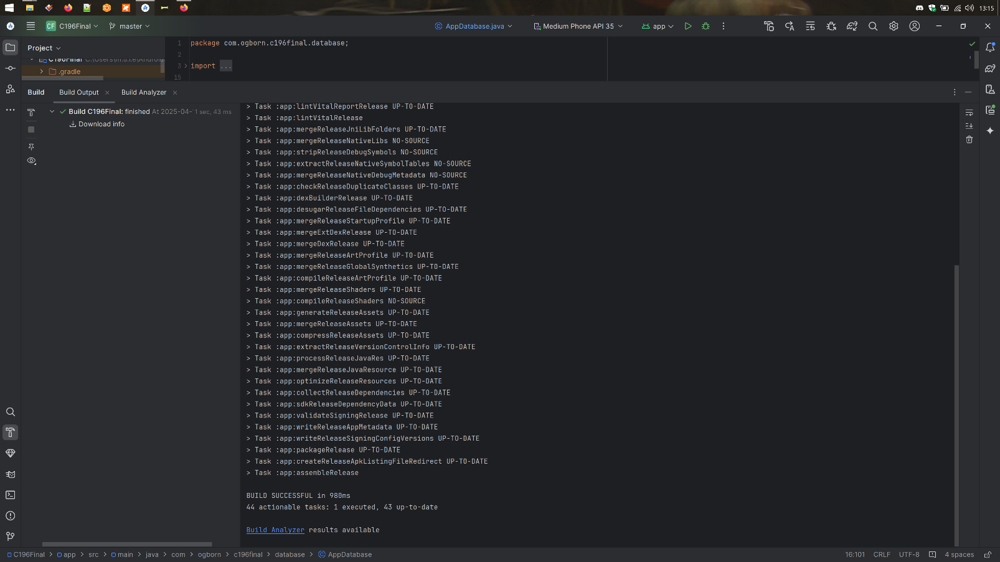 13:15
CF C196Final master AppDatabase.java Medium Phone API 35 app
Project
C196Final
.gradle
1 package com.ogborn.c196final.database;
2
3 import ...
15
Build Build Output Build Analyzer
Build C196Final: finished At 2025-04- 1 sec, 43 ms
Download info
> Task :app:lintVitalReportRelease UP-TO-DATE
> Task :app:lintVitalRelease
> Task :app:mergeReleaseJniLibFolders UP-TO-DATE
> Task :app:mergeReleaseNativeLibs NO-SOURCE
> Task :app:stripReleaseDebugSymbols NO-SOURCE
> Task :app:extractReleaseNativeSymbolTables NO-SOURCE
> Task :app:mergeReleaseNativeDebugMetadata NO-SOURCE
> Task :app:checkReleaseDuplicateClasses UP-TO-DATE
> Task :app:dexBuilderRelease UP-TO-DATE
> Task :app:desugarReleaseFileDependencies UP-TO-DATE
> Task :app:mergeReleaseStartupProfile UP-TO-DATE
> Task :app:mergeExtDexRelease UP-TO-DATE
> Task :app:mergeDexRelease UP-TO-DATE
> Task :app:mergeReleaseArtProfile UP-TO-DATE
> Task :app:mergeReleaseGlobalSynthetics UP-TO-DATE
> Task :app:compileReleaseArtProfile UP-TO-DATE
> Task :app:mergeReleaseShaders UP-TO-DATE
> Task :app:compileReleaseShaders NO-SOURCE
> Task :app:generateReleaseAssets UP-TO-DATE
> Task :app:mergeReleaseAssets UP-TO-DATE
> Task :app:compressReleaseAssets UP-TO-DATE
> Task :app:extractReleaseVersionControlInfo UP-TO-DATE
> Task :app:processReleaseJavaRes UP-TO-DATE
> Task :app:mergeReleaseJavaResource UP-TO-DATE
> Task :app:optimizeReleaseResources UP-TO-DATE
> Task :app:collectReleaseDependencies UP-TO-DATE
> Task :app:sdkReleaseDependencyData UP-TO-DATE
> Task :app:validateSigningRelease UP-TO-DATE
> Task :app:writeReleaseAppMetadata UP-TO-DATE
> Task :app:writeReleaseSigningConfigVersions UP-TO-DATE
> Task :app:packageRelease UP-TO-DATE
> Task :app:createReleaseApkListingFileRedirect UP-TO-DATE
> Task :app:assembleRelease
BUILD SUCCESSFUL in 980ms
44 actionable tasks: 1 executed, 43 up-to-date
Build Analyzer results available
C196Final > app > src > main > java > com > ogborn > c196final > database > AppDatabase 16:101 CRLF UTF-8 4 spaces